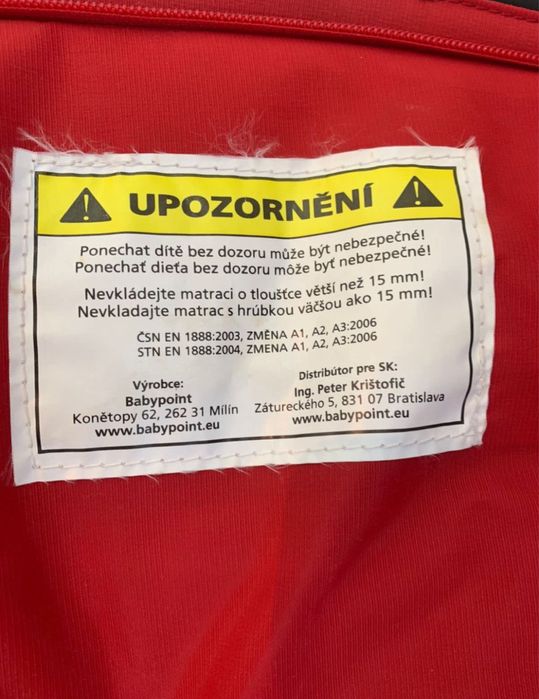 UPOZORNĚNÍ
Ponechat dítě bez dozoru může být nebezpečné!
Ponechať dieťa bez dozoru môže byť nebezpečné!
Nevkládejte matraci o tloušťce větší než 15 mm!
Nevkladajte matrac s hrúbkou väčšou ako 15 mm!
ČSN EN 1888:2003, ZMĚNA A1, A2, A3:2006
STN EN 1888:2004, ZMENA A1, A2, A3:2006
Výrobce:
Babypoint
Konětopy 62, 262 31 Milín
www.babypoint.eu
Distribútor pre SK:
Ing. Peter Krištofič
Zátureckého 5, 831 07 Bratislava
www.babypoint.eu